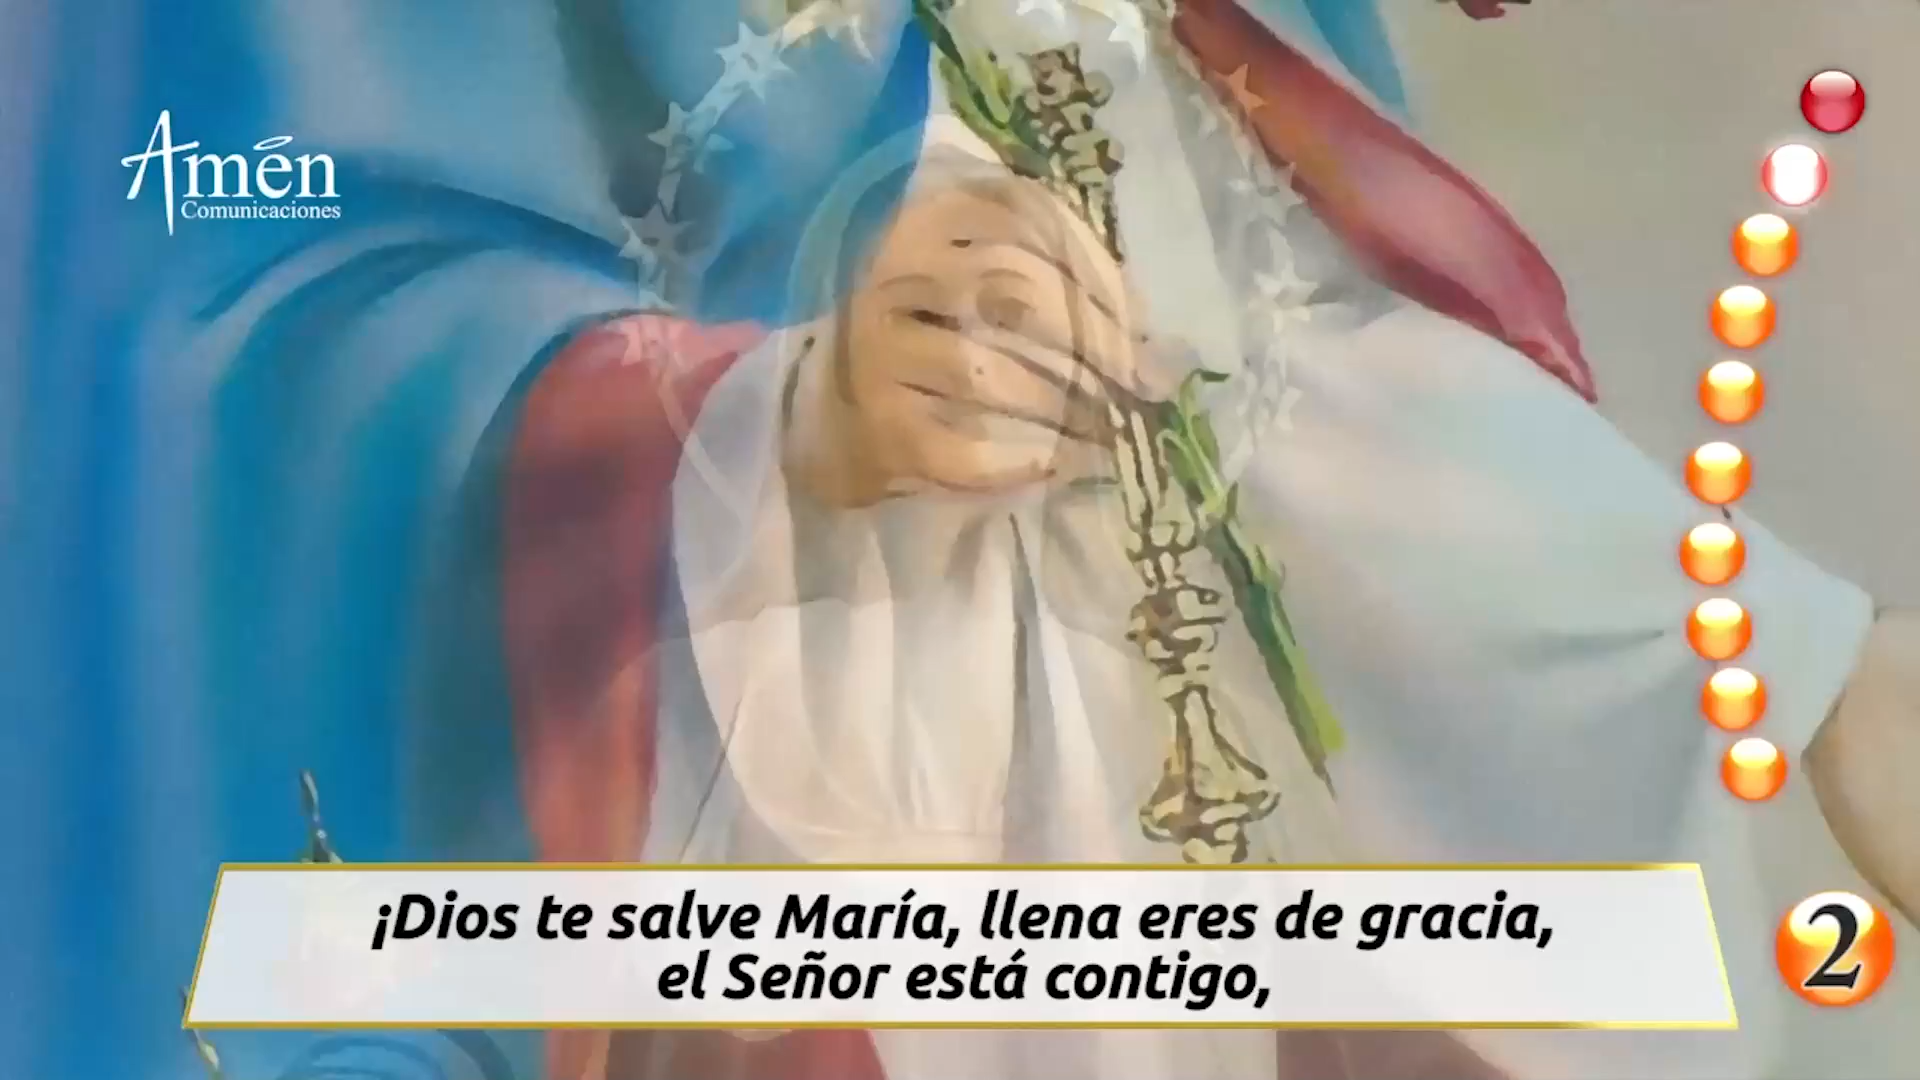 Amén
Comunicaciones
¡Dios te salve María, llena eres de gracia,
el Señor está contigo,
2